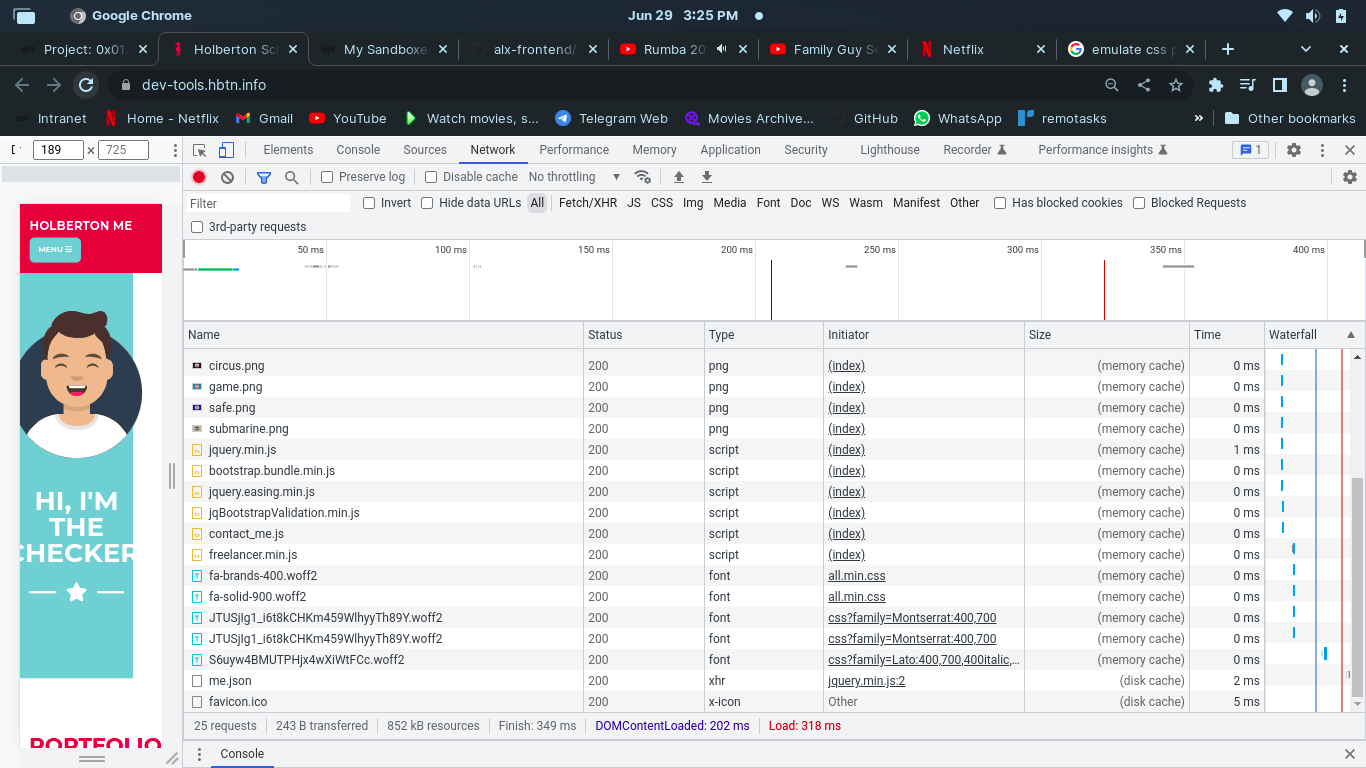 Google Chrome
Jun 29 3:25 PM
Project: 0x01
Holberton Sc
My Sandboxe
alx-frontend/
Rumba 20
Family Guy Se
Netflix
emulate css p
dev-tools.hbtn.info
Intranet
Home - Netflix
Gmail
YouTube
Watch movies, s...
Telegram Web
Movies Archive...
GitHub
WhatsApp
remotasks
»
Other bookmarks
189 × 725
Elements Console Sources Network Performance Memory Application Security Lighthouse Recorder Performance insights 1
Preserve log Disable cache No throttling
Filter Invert Hide data URLs All Fetch/XHR JS CSS Img Media Font Doc WS Wasm Manifest Other Has blocked cookies Blocked Requests
3rd-party requests
50 ms 100 ms 150 ms 200 ms 250 ms 300 ms 350 ms 400 ms
HOLBERTON ME
MENU
HI, I'M
THE
CHECKER
PORTFOLIO
Name Status Type Initiator Size Time Waterfall
circus.png 200 png (index) (memory cache) 0 ms
game.png 200 png (index) (memory cache) 0 ms
safe.png 200 png (index) (memory cache) 0 ms
submarine.png 200 png (index) (memory cache) 0 ms
jquery.min.js 200 script (index) (memory cache) 1 ms
bootstrap.bundle.min.js 200 script (index) (memory cache) 0 ms
jquery.easing.min.js 200 script (index) (memory cache) 0 ms
jqBootstrapValidation.min.js 200 script (index) (memory cache) 0 ms
contact_me.js 200 script (index) (memory cache) 0 ms
freelancer.min.js 200 script (index) (memory cache) 0 ms
fa-brands-400.woff2 200 font all.min.css (memory cache) 0 ms
fa-solid-900.woff2 200 font all.min.css (memory cache) 0 ms
JTUSjIg1_i6t8kCHKm459WlhyyTh89Y.woff2 200 font css?family=Montserrat:400,700 (memory cache) 0 ms
JTUSjIg1_i6t8kCHKm459WlhyyTh89Y.woff2 200 font css?family=Montserrat:400,700 (memory cache) 0 ms
S6uyw4BMUTPHjx4wXiWtFCc.woff2 200 font css?family=Lato:400,700,400italic,... (memory cache) 0 ms
me.json 200 xhr jquery.min.js:2 (disk cache) 2 ms
favicon.ico 200 x-icon Other (disk cache) 5 ms
25 requests 243 B transferred 852 kB resources Finish: 349 ms DOMContentLoaded: 202 ms Load: 318 ms
Console